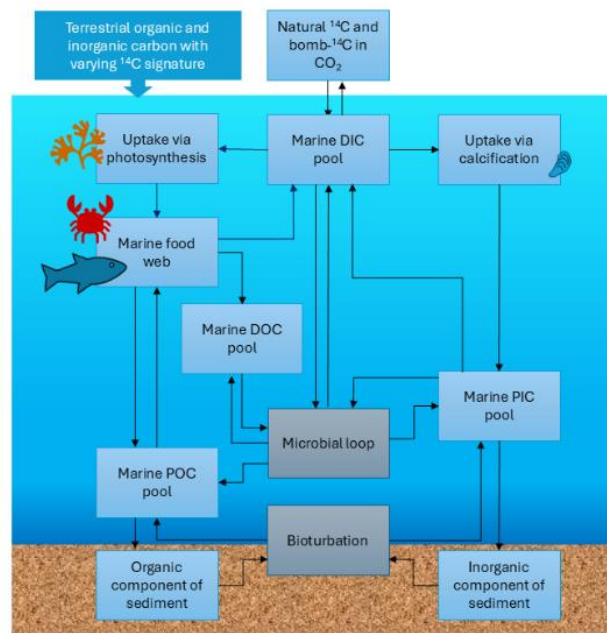 Terrestrial organic and
inorganic carbon with
varying ¹⁴C signature
Natural ¹⁴C and
bomb-¹⁴C in
CO₂
Uptake via
photosynthesis
Marine DIC
pool
Uptake via
calcification
Marine food
web
Marine DOC
pool
Marine PIC
pool
Microbial loop
Marine POC
pool
Bioturbation
Organic
component of
sediment
Inorganic
component of
sediment